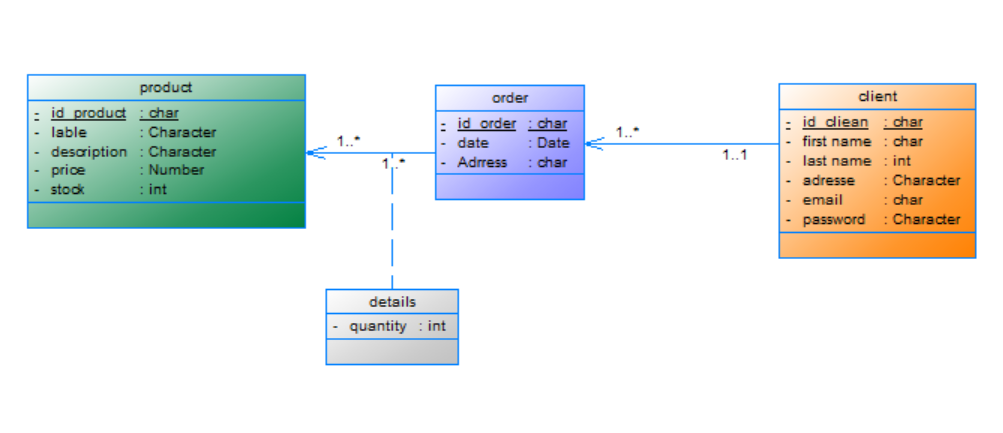 product
- id_product : char
- lable : Character
- description : Character
- price : Number
- stock : int
1..*
1..*
order
- id_order : char
- date : Date
- Adrress : char
1..*
1..1
client
- id_cliean : char
- first name : char
- last name : int
- adresse : Character
- email : char
- password : Character
details
- quantity : int